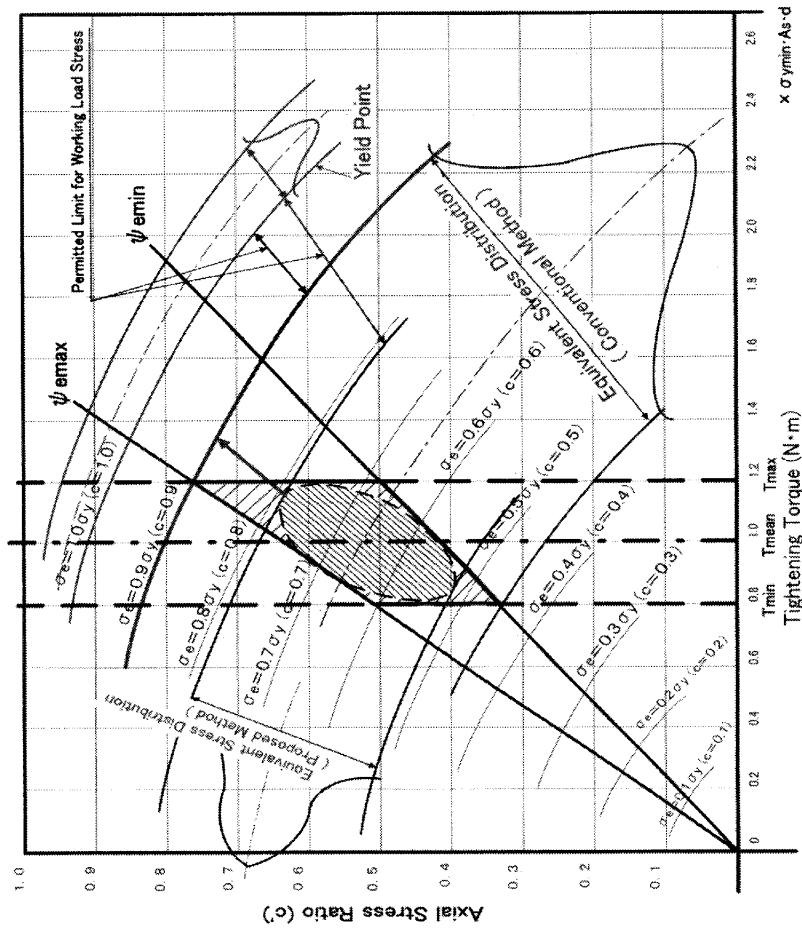 Permitted Limit for Working Load Stress
ψemax
ψemin
Yield Point
Equivalent Stress Distribution
( Conventional Method )
Equivalent Stress Distribution
( Proposed Method )
σe=1.0σy (c=1.0)
σe=0.9σy (c=0.9)
σe=0.8σy (c=0.8)
σe=0.7σy (c=0.7)
σe=0.6σy (c=0.6)
σe=0.5σy (c=0.5)
σe=0.4σy (c=0.4)
σe=0.3σy (c=0.3)
σe=0.2σy (c=0.2)
σe=0.1σy (c=0.1)
Axial Stress Ratio (c')
1.0
0.9
0.8
0.7
0.6
0.5
0.4
0.3
0.2
0.1
0 0.2 0.4 0.6 0.8 1.0 1.2 1.4 1.6 1.8 2.0 2.2 2.4 2.6
Tmin Tmean Tmax
× σymin·As·d
Tightening Torque (N·m)